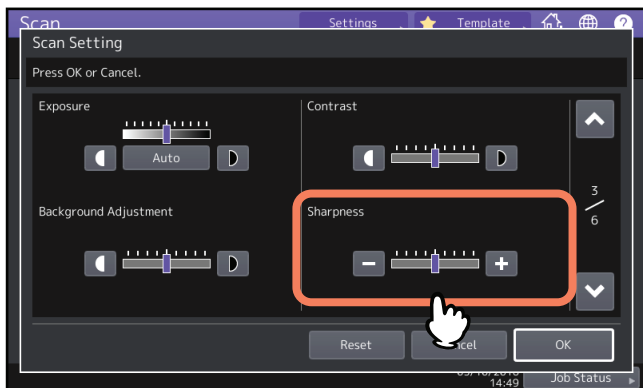 Scan
Settings
Template
?
Scan Setting
Press OK or Cancel.
Exposure
Contrast
Auto
3
6
Background Adjustment
Sharpness
Reset
OK
14:49
Job Status